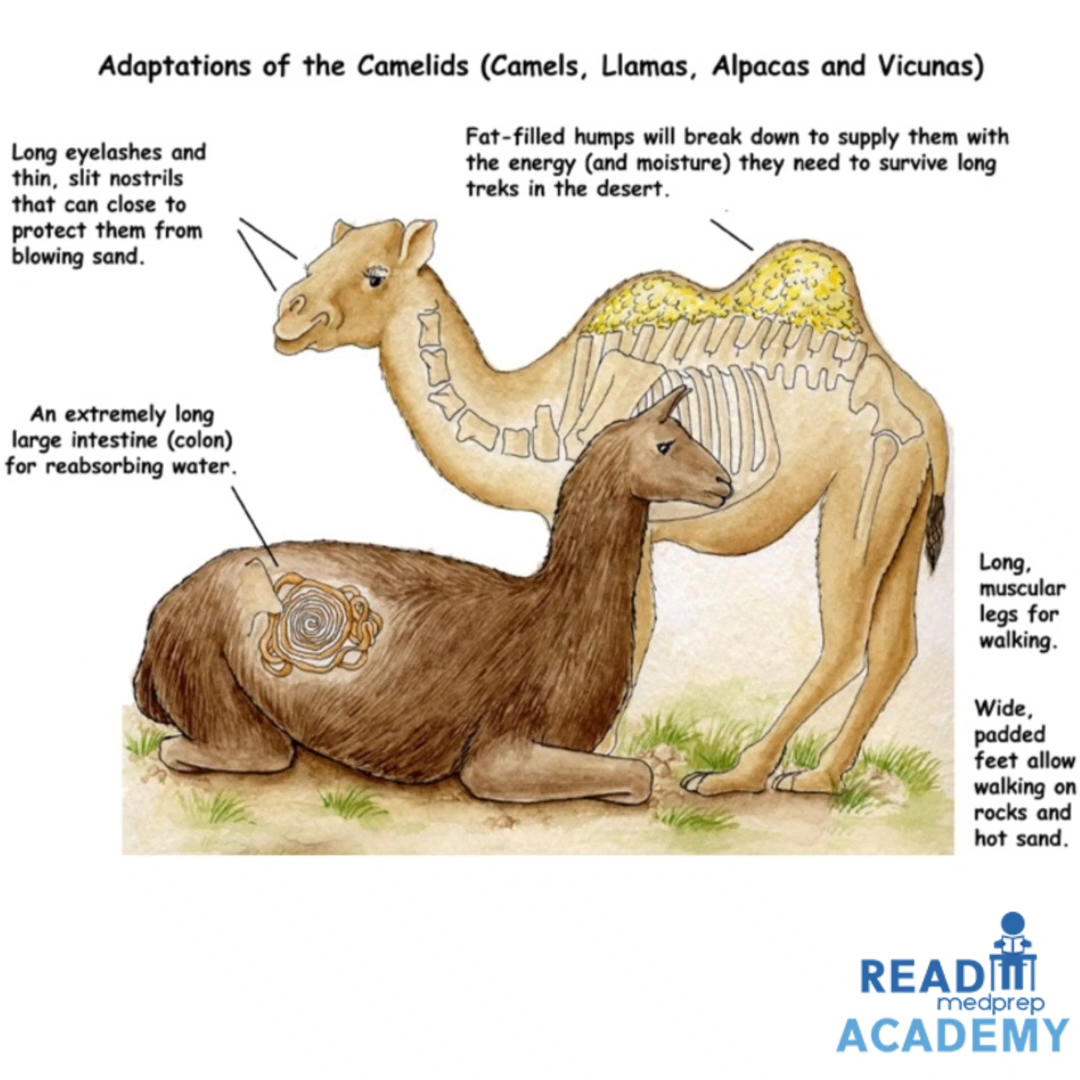 Adaptations of the Camelids (Camels, Llamas, Alpacas and Vicunas)
Long eyelashes and
thin, slit nostrils
that can close to
protect them from
blowing sand.
Fat-filled humps will break down to supply them with
the energy (and moisture) they need to survive long
treks in the desert.
An extremely long
large intestine (colon)
for reabsorbing water.
Long,
muscular
legs for
walking.
Wide,
padded
feet allow
walking on
rocks and
hot sand.
READ
medprep
ACADEMY